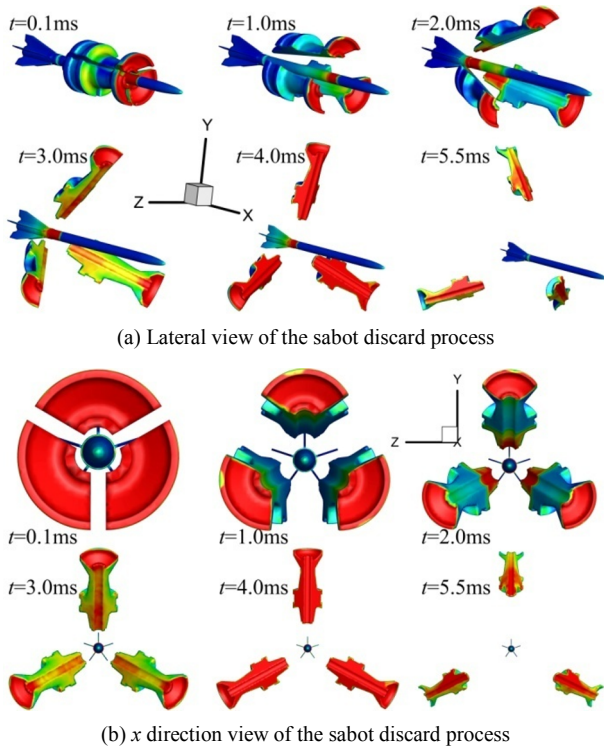 t=0.1ms t=1.0ms t=2.0ms
t=3.0ms t=4.0ms t=5.5ms
Y
Z X
(a) Lateral view of the sabot discard process
Y
Z X
t=0.1ms t=1.0ms t=2.0ms
t=3.0ms t=4.0ms t=5.5ms
(b) x direction view of the sabot discard process